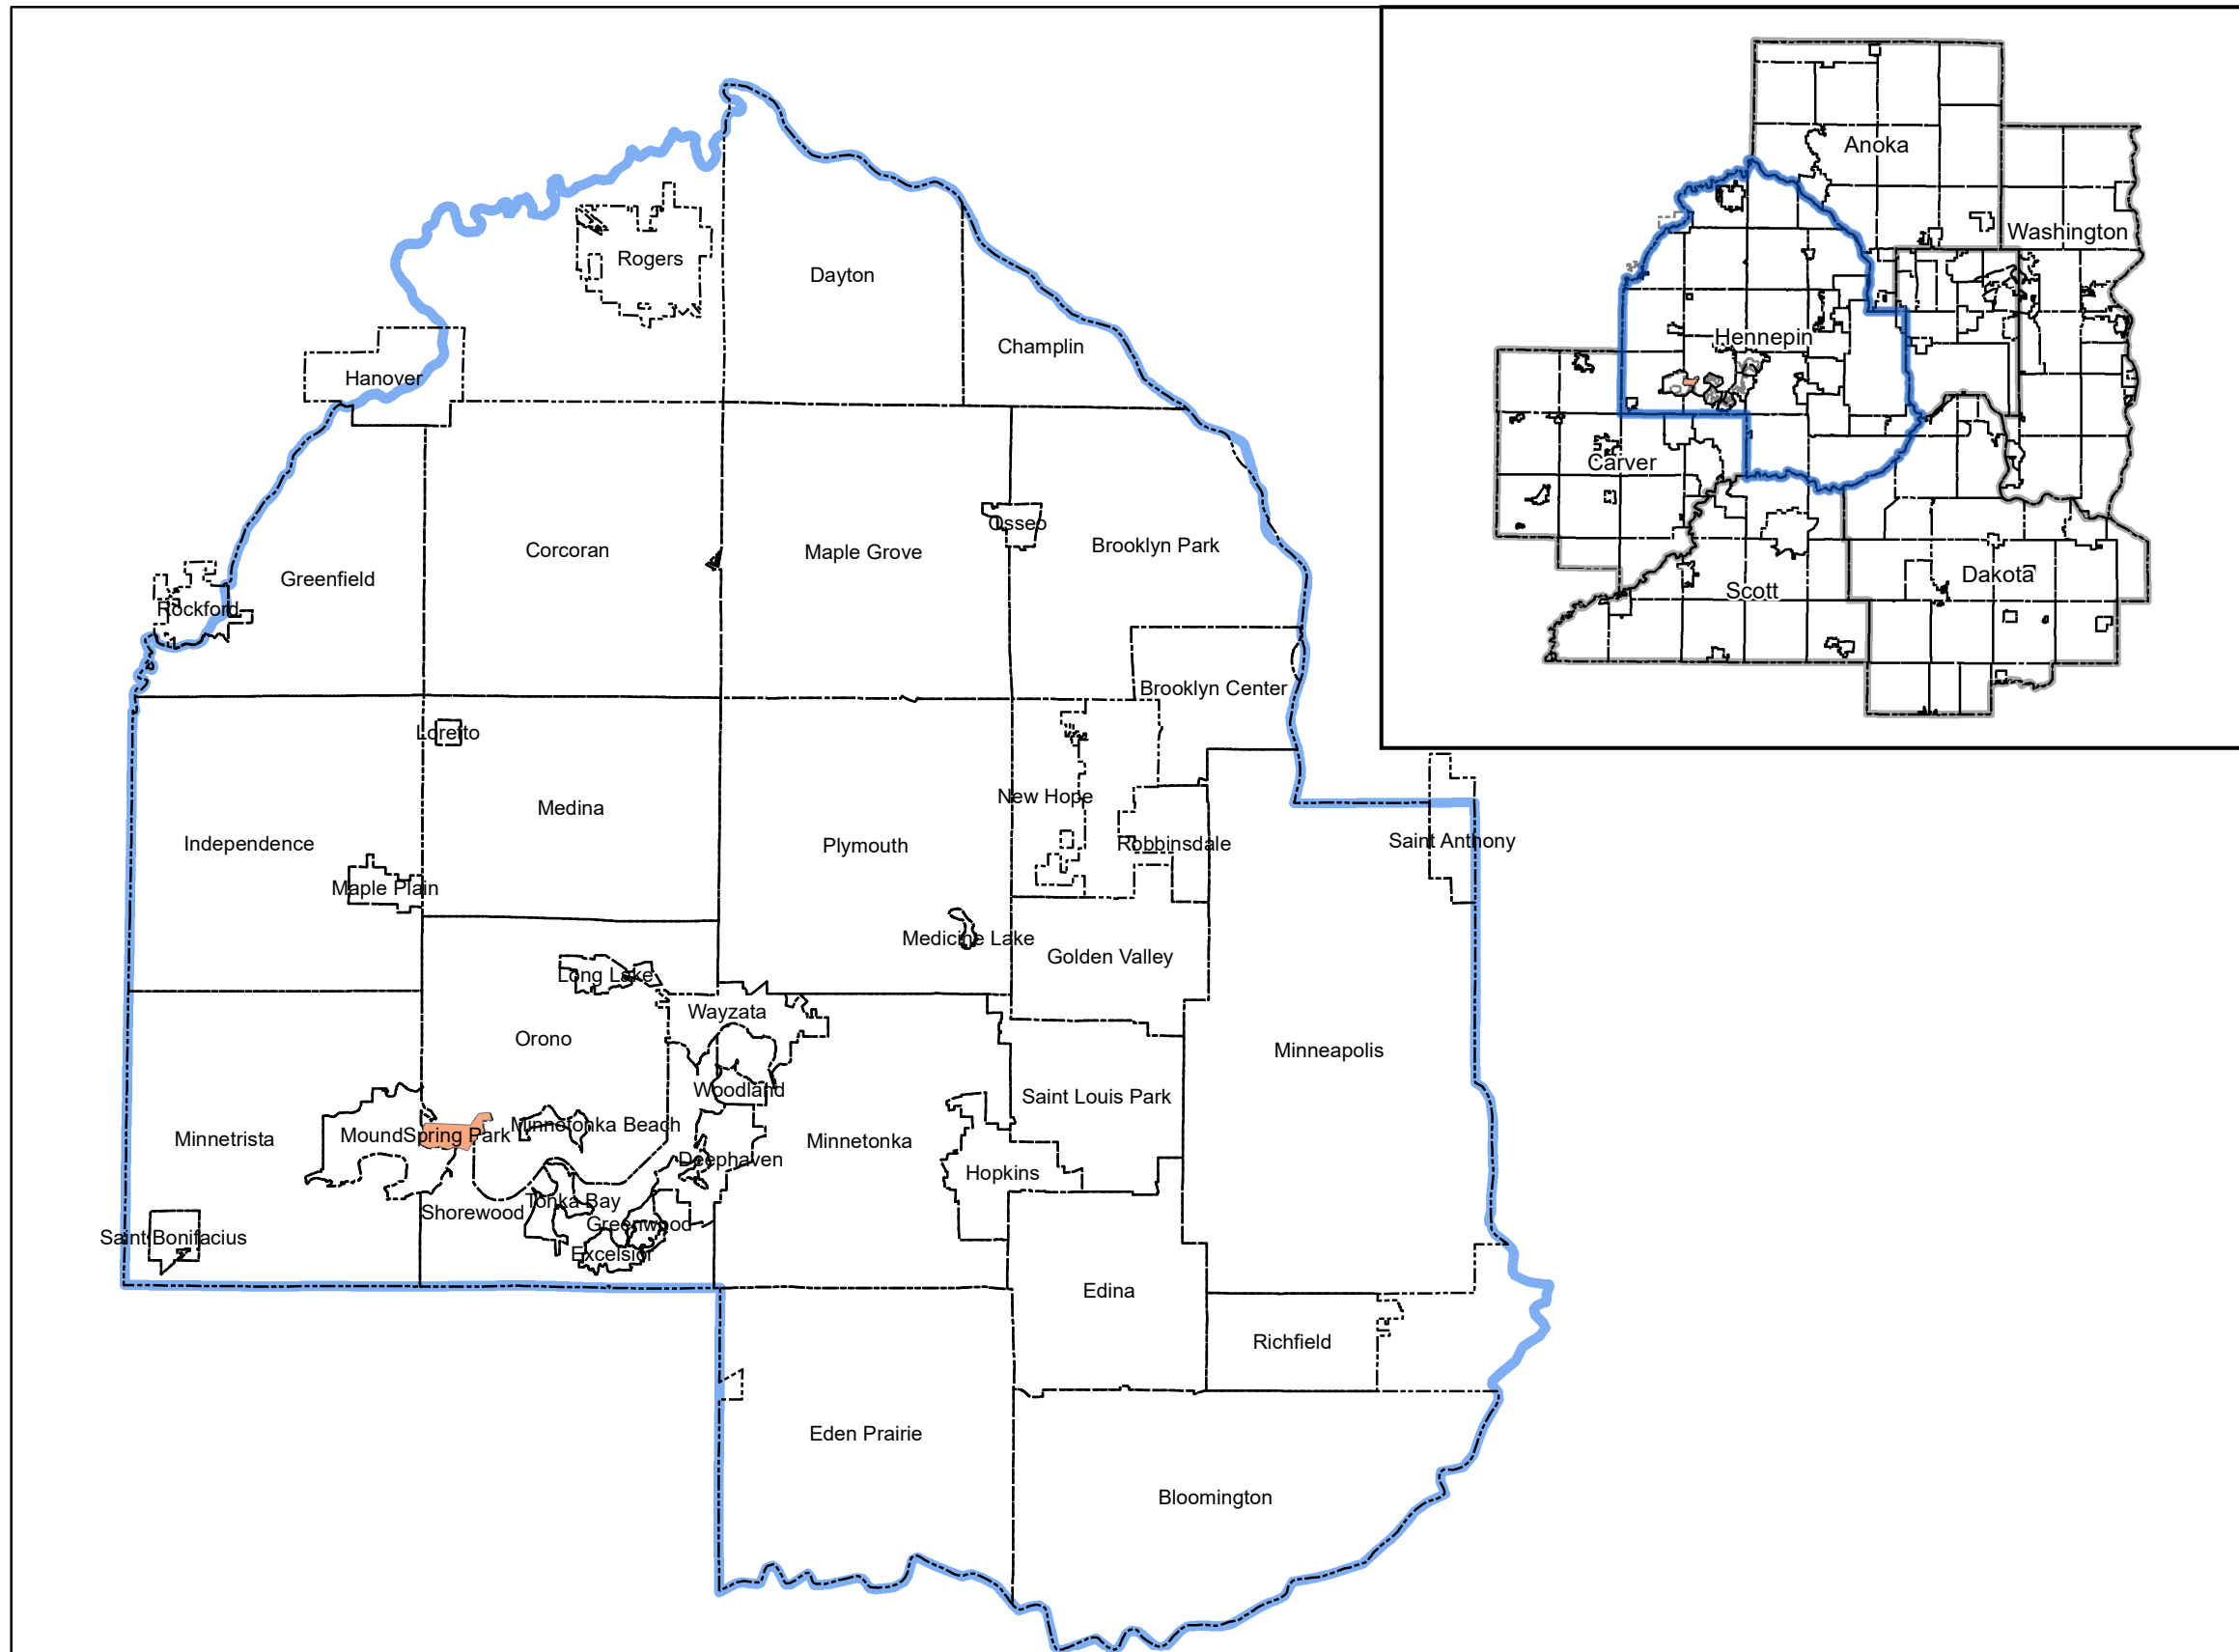 Anoka
Washington
Hennepin
Carver
Scott
Dakota
Rogers
Dayton
Champlin
Hanover
Osseo
Corcoran
Maple Grove
Brooklyn Park
Greenfield
Rockford
Brooklyn Center
Loretto
New Hope
Medina
Independence
Plymouth
Robbinsdale
Saint Anthony
Maple Plain
Medicine Lake
Golden Valley
Long Lake
Wayzata
Orono
Minneapolis
Woodland
Saint Louis Park
Minnetonka Beach
Minnetrista
Mound
Spring Park
Minnetonka
Deephaven
Hopkins
Tonka Bay
Shorewood
Greenwood
Saint Bonifacius
Excelsior
Edina
Richfield
Eden Prairie
Bloomington